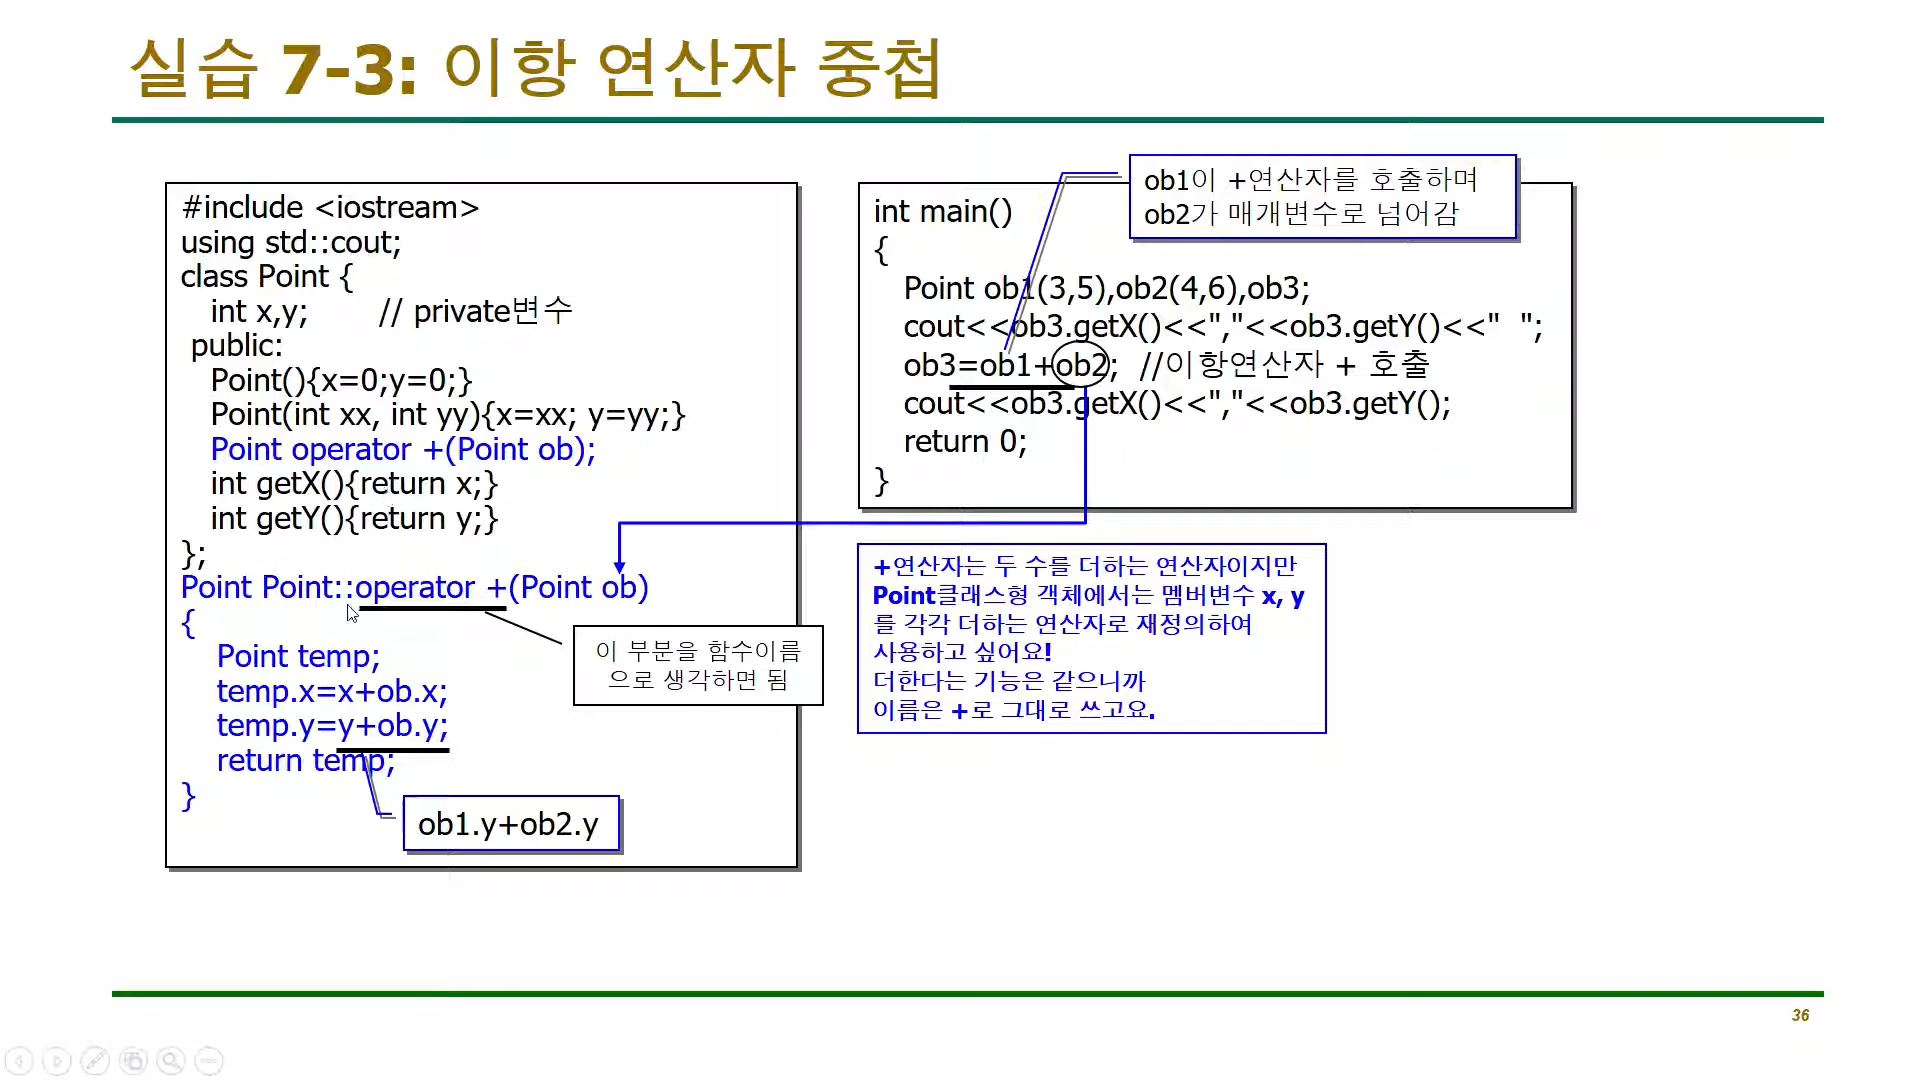 실습 7-3: 이항 연산자 중첩
#include <iostream>
using std::cout;
class Point {
int x,y; // private변수
public:
Point(){x=0;y=0;}
Point(int xx, int yy){x=xx; y=yy;}
Point operator +(Point ob);
int getX(){return x;}
int getY(){return y;}
};
Point Point::operator +(Point ob)
{
Point temp;
temp.x=x+ob.x;
temp.y=y+ob.y;
return temp;
}
이 부분을 함수이름
으로 생각하면 됨
ob1.y+ob2.y
ob1이 +연산자를 호출하며
ob2가 매개변수로 넘어감
int main()
{
Point ob1(3,5),ob2(4,6),ob3;
cout<<ob3.getX()<<","<<ob3.getY()<<"  ";
ob3=ob1+ob2; //이항연산자 + 호출
cout<<ob3.getX()<<","<<ob3.getY();
return 0;
}
+연산자는 두 수를 더하는 연산자이지만
Point클래스형 객체에서는 멤버변수 x, y
를 각각 더하는 연산자로 재정의하여
사용하고 싶어요!
더한다는 기능은 같으니까
이름은 +로 그대로 쓰고요.
36